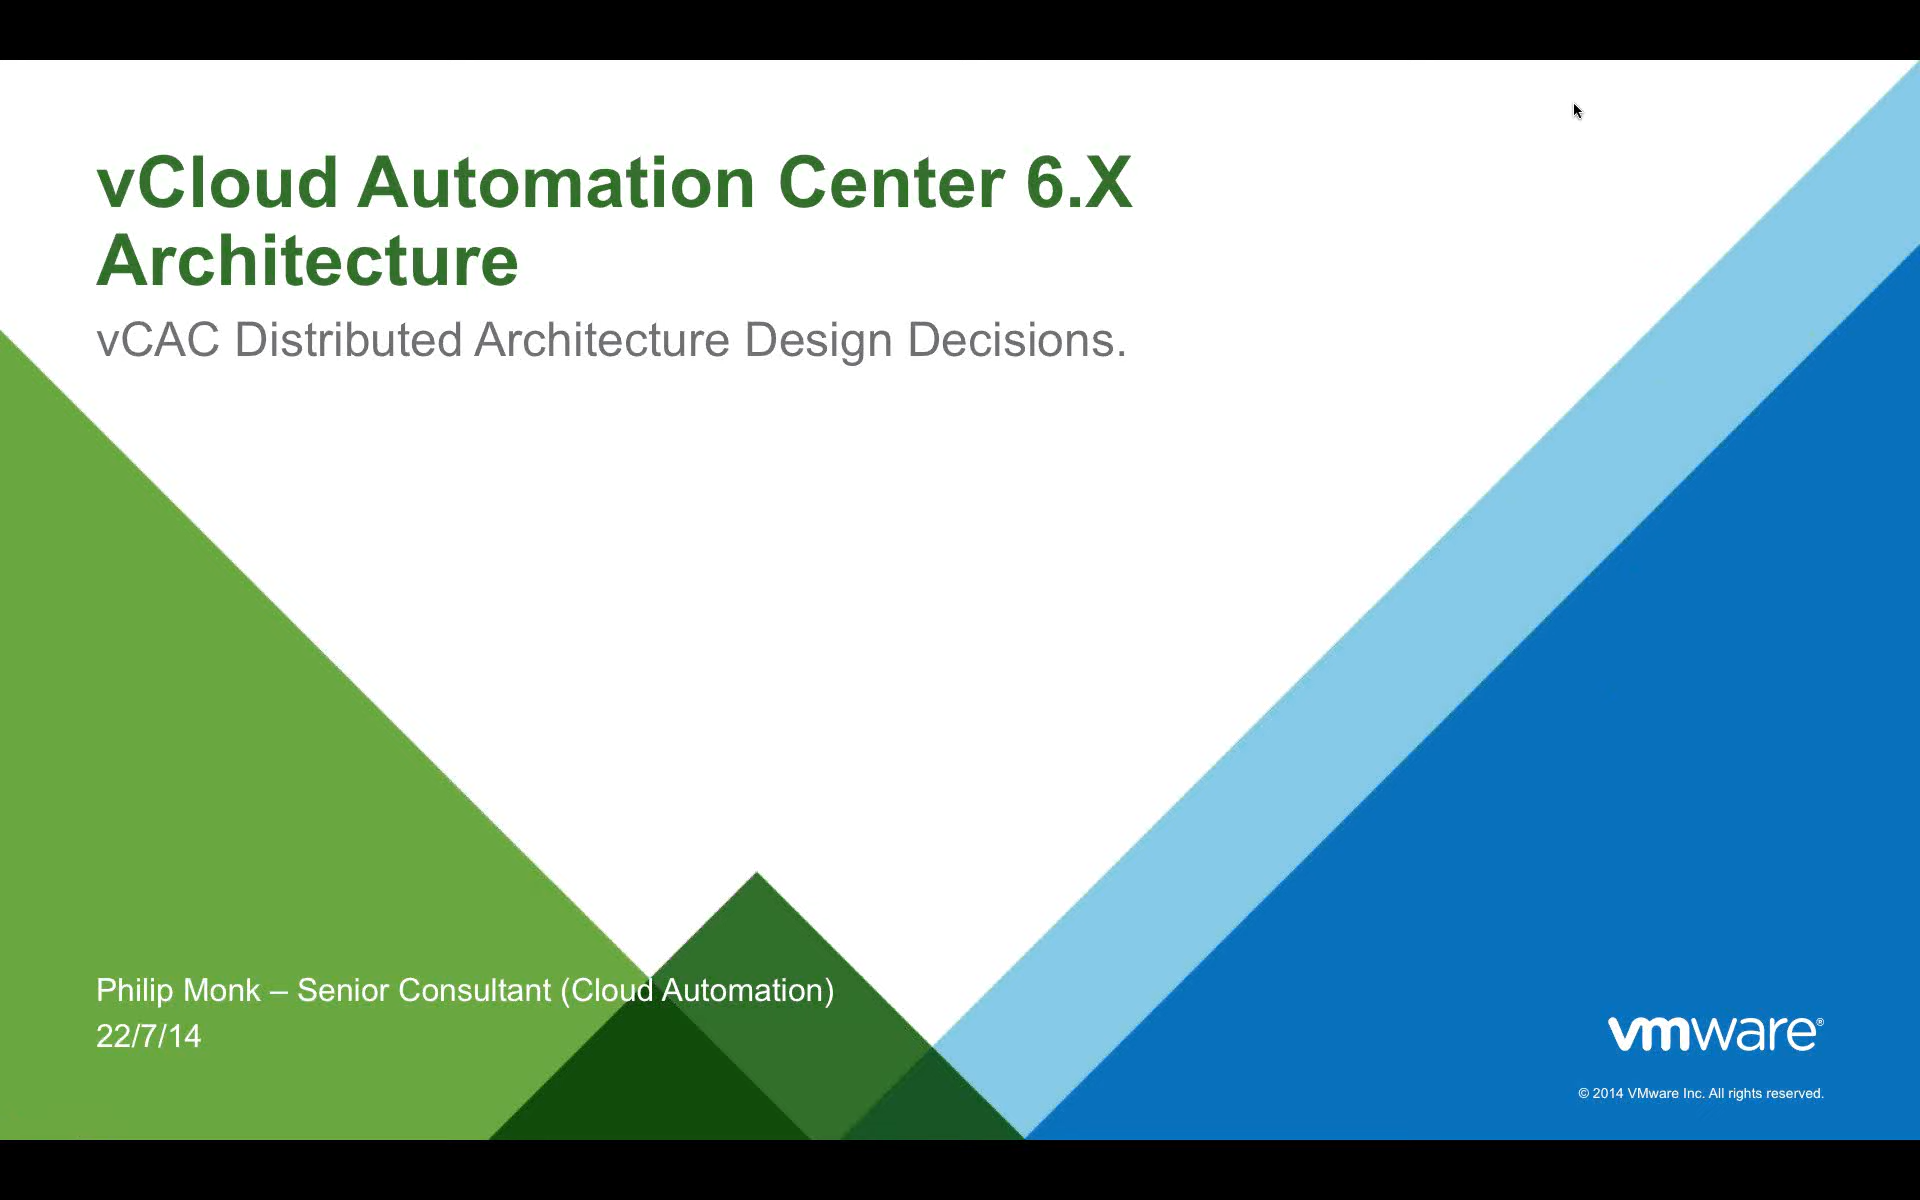 vCloud Automation Center 6.X
Architecture
vCAC Distributed Architecture Design Decisions.
Philip Monk – Senior Consultant (Cloud Automation)
22/7/14
vmware®
© 2014 VMware Inc. All rights reserved.